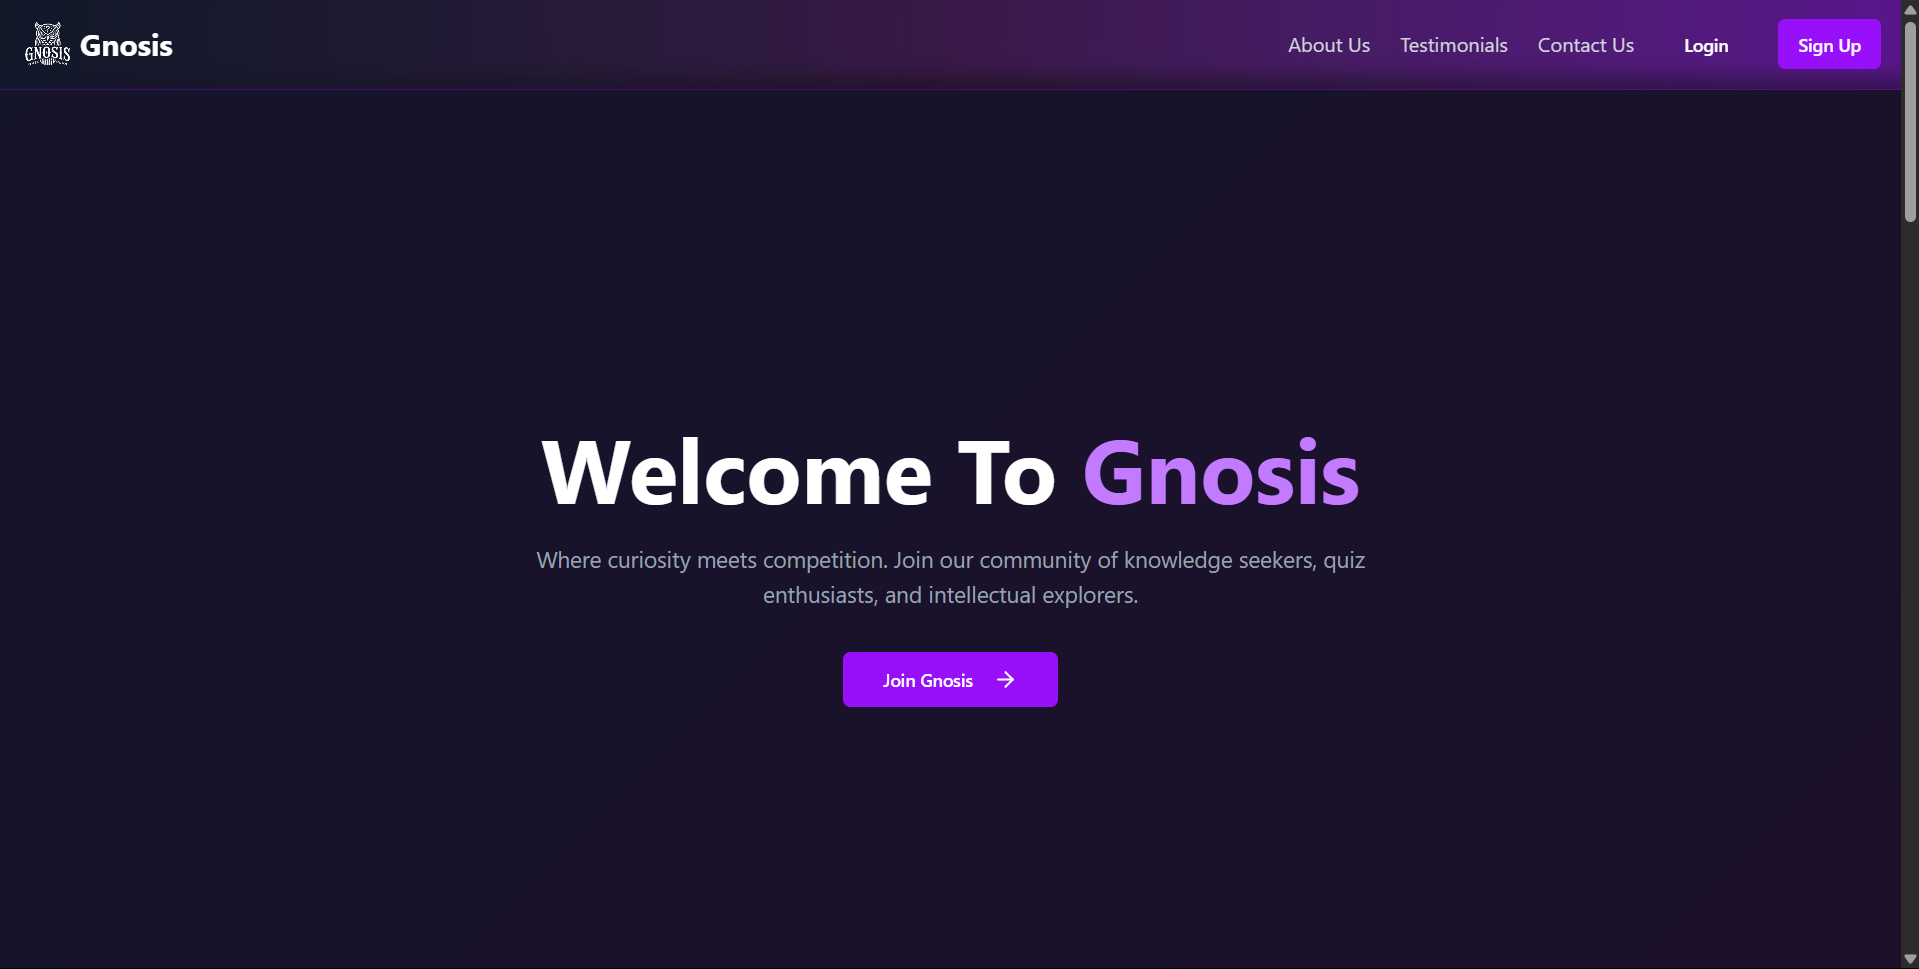 GNOSIS
Gnosis
About Us
Testimonials
Contact Us
Login
Sign Up
Welcome To Gnosis
Where curiosity meets competition. Join our community of knowledge seekers, quiz
enthusiasts, and intellectual explorers.
Join Gnosis